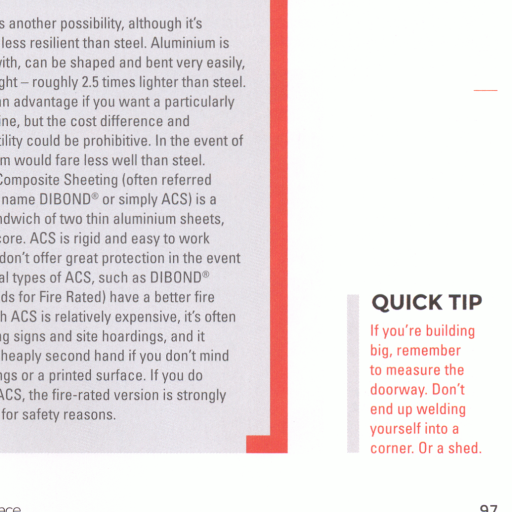 s another possibility, although it's
less resilient than steel. Aluminium is
with, can be shaped and bent very easily,
ght – roughly 2.5 times lighter than steel.
an advantage if you want a particularly
ine, but the cost difference and
tility could be prohibitive. In the event of
m would fare less well than steel.
Composite Sheeting (often referred
name DIBOND® or simply ACS) is a
ndwich of two thin aluminium sheets,
core. ACS is rigid and easy to work
don't offer great protection in the event
al types of ACS, such as DIBOND®
ds for Fire Rated) have a better fire
h ACS is relatively expensive, it's often
ng signs and site hoardings, and it
cheaply second hand if you don't mind
ngs or a printed surface. If you do
ACS, the fire-rated version is strongly
for safety reasons.
QUICK TIP
If you're building
big, remember
to measure the
doorway. Don't
end up welding
yourself into a
corner. Or a shed.
ace
97